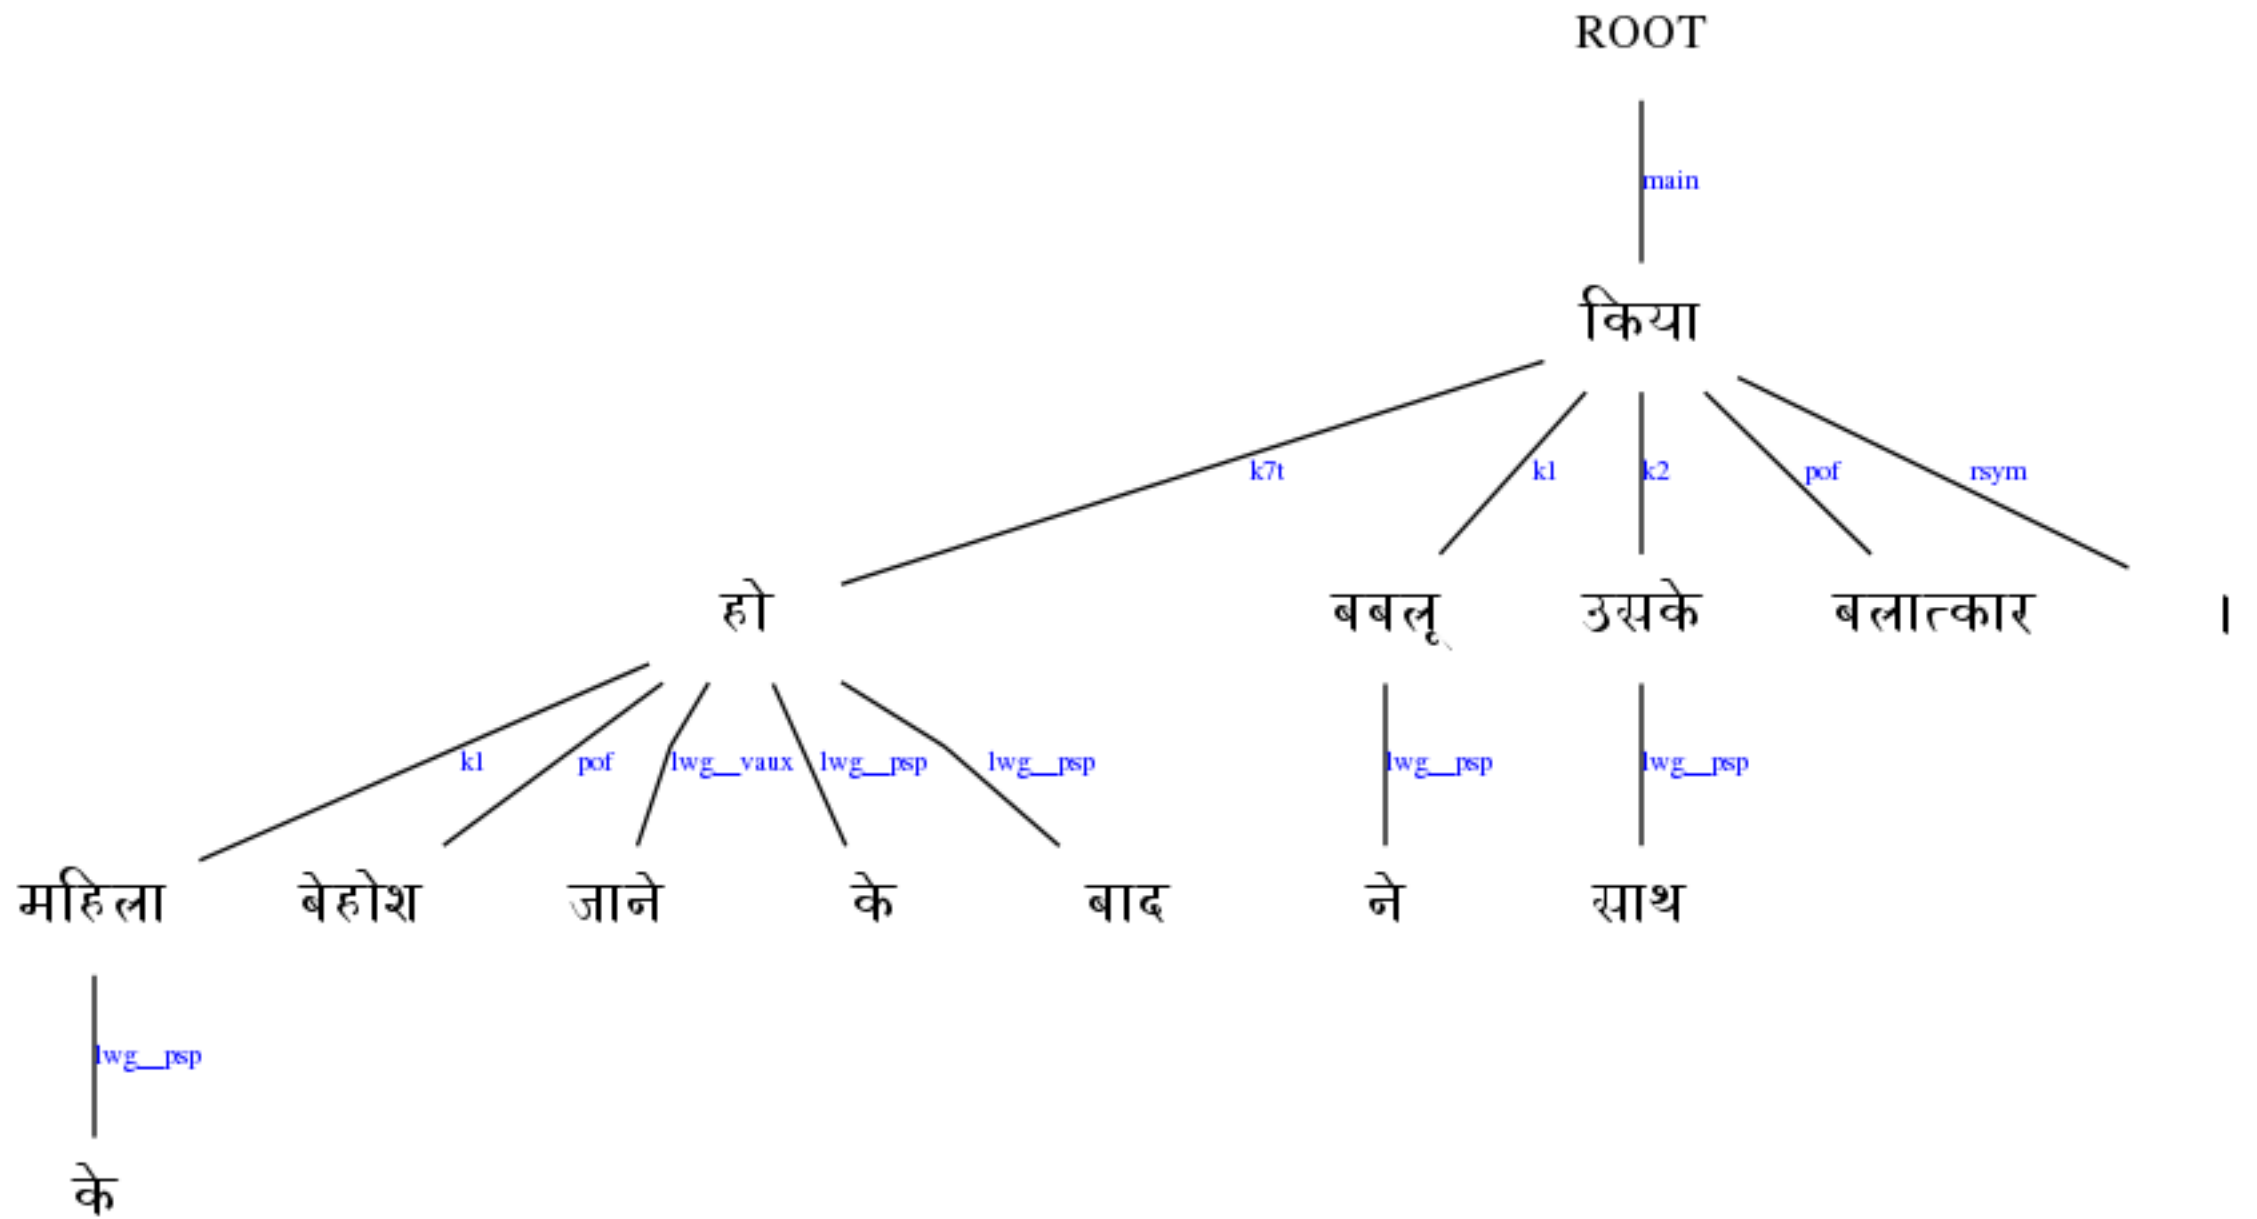 ROOT
main
किया
k7t k1 k2 pof rsym
हो बबलू उसके बलात्कार ।
k1 pof lwg__vaux lwg__psp lwg__psp lwg__psp lwg__psp
महिला बेहोश जाने के बाद ने साथ
lwg__psp
के